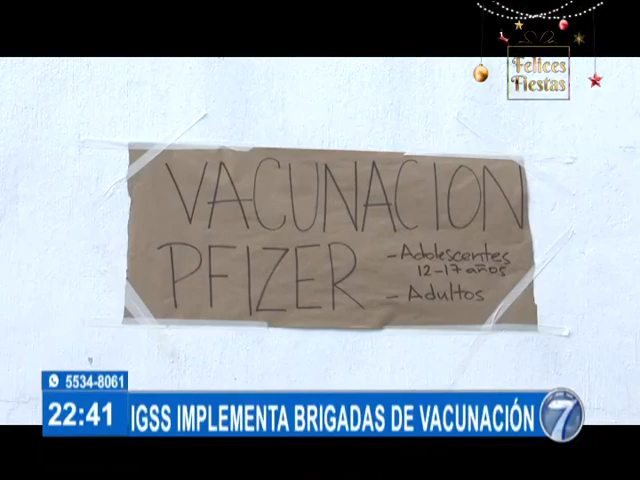 Felices
Fiestas
VACUNACION
PFIZER
-Adolescentes
12-17 años
-Adultos
5534-8061
22:41
IGSS IMPLEMENTA BRIGADAS DE VACUNACIÓN
7